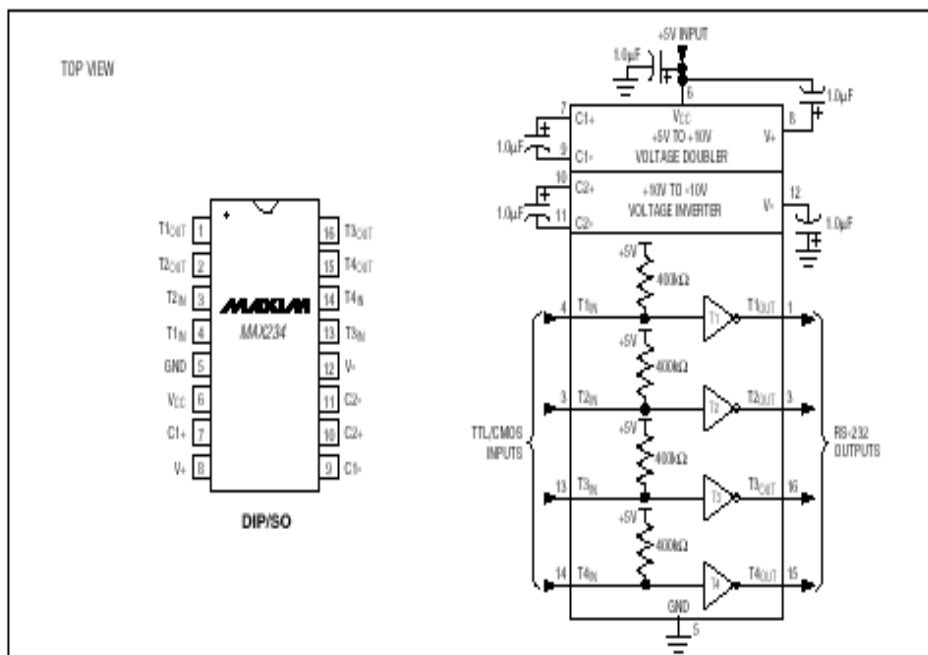 TOP VIEW
+5V INPUT
1.0µF
6
1.0µF
7 C1+
VCC
+5V TO +10V
VOLTAGE DOUBLER
V+ 8
1.0µF
9 C1-
10 C2+
+10V TO -10V
VOLTAGE INVERTER
V- 12
1.0µF
11 C2-
1.0µF
T1OUT 1
16 T3OUT
T2OUT 2
15 T4OUT
T2IN 3
14 T4IN
T1IN 4
13 T3IN
GND 5
12 V-
VCC 6
11 C2-
C1+ 7
10 C2+
V+ 8
9 C1-
MAXIM
MAX234
DIP/SO
+5V
400kΩ
4 T1IN
T1
T1OUT 1
+5V
400kΩ
3 T2IN
T2
T2OUT 3
TTL/CMOS
INPUTS
RS-232
OUTPUTS
+5V
400kΩ
13 T3IN
T3
T3OUT 16
+5V
400kΩ
14 T4IN
T4
T4OUT 15
GND
5